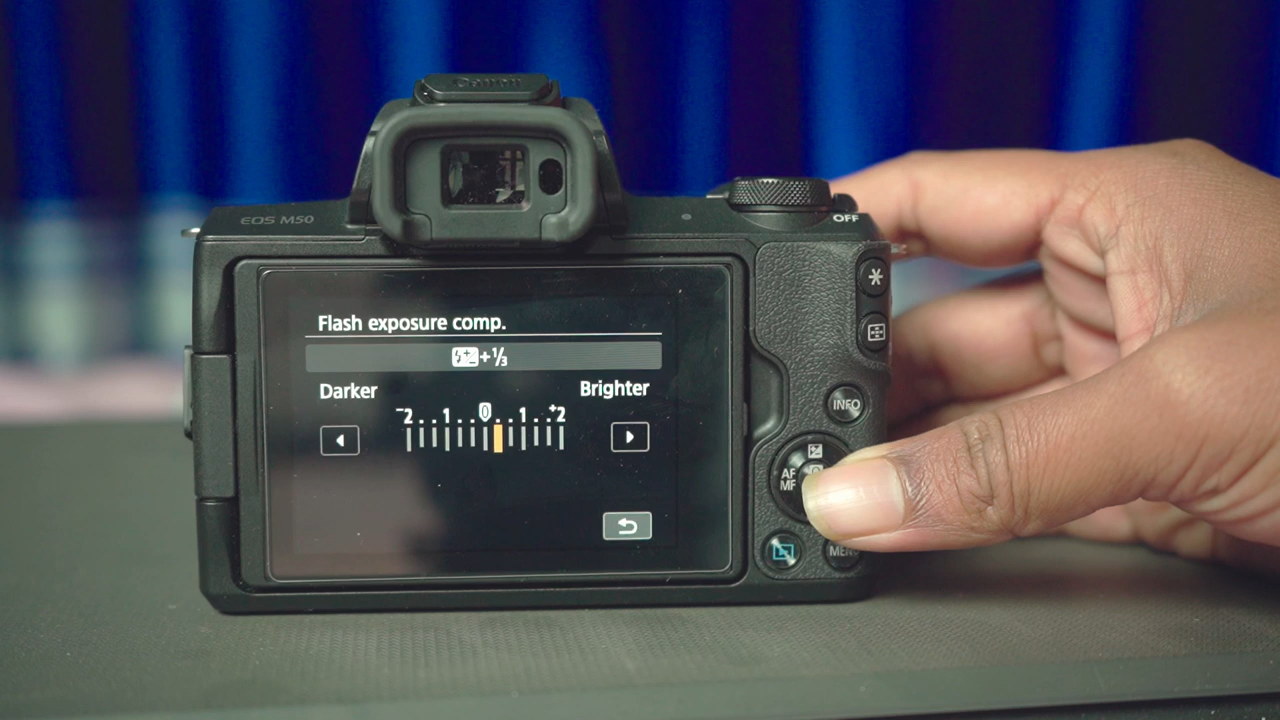 Canon
EOS M50
OFF
Flash exposure comp.
+1/3
Darker
Brighter
-2..1..0..1..+2
INFO
AF
MF
MENU